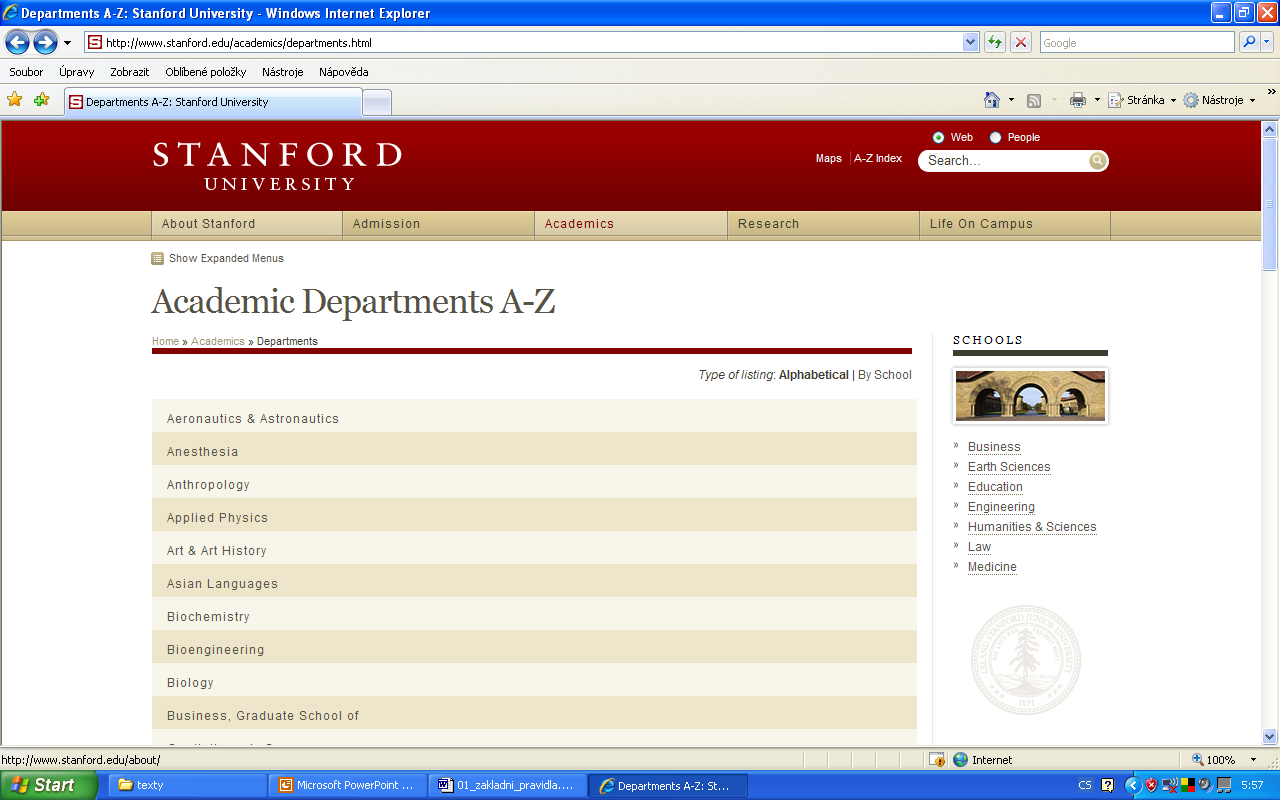 Departments A-Z: Stanford University - Windows Internet Explorer
http://www.stanford.edu/academics/departments.html
Google
Soubor Úpravy Zobrazit Oblíbené položky Nástroje Nápověda
Departments A-Z: Stanford University
Stránka Nástroje
STANFORD
UNIVERSITY
Web People
Maps A-Z Index
Search...
About Stanford Admission Academics Research Life On Campus
Show Expanded Menus
Academic Departments A-Z
Home » Academics » Departments
Type of listing: Alphabetical | By School
Aeronautics & Astronautics
Anesthesia
Anthropology
Applied Physics
Art & Art History
Asian Languages
Biochemistry
Bioengineering
Biology
Business, Graduate School of
SCHOOLS
» Business
» Earth Sciences
» Education
» Engineering
» Humanities & Sciences
» Law
» Medicine
http://www.stanford.edu/about/
Internet
100%
Start
texty
Microsoft PowerPoint ...
01_zakladni_pravidla....
Departments A-Z: St...
CS
5:57